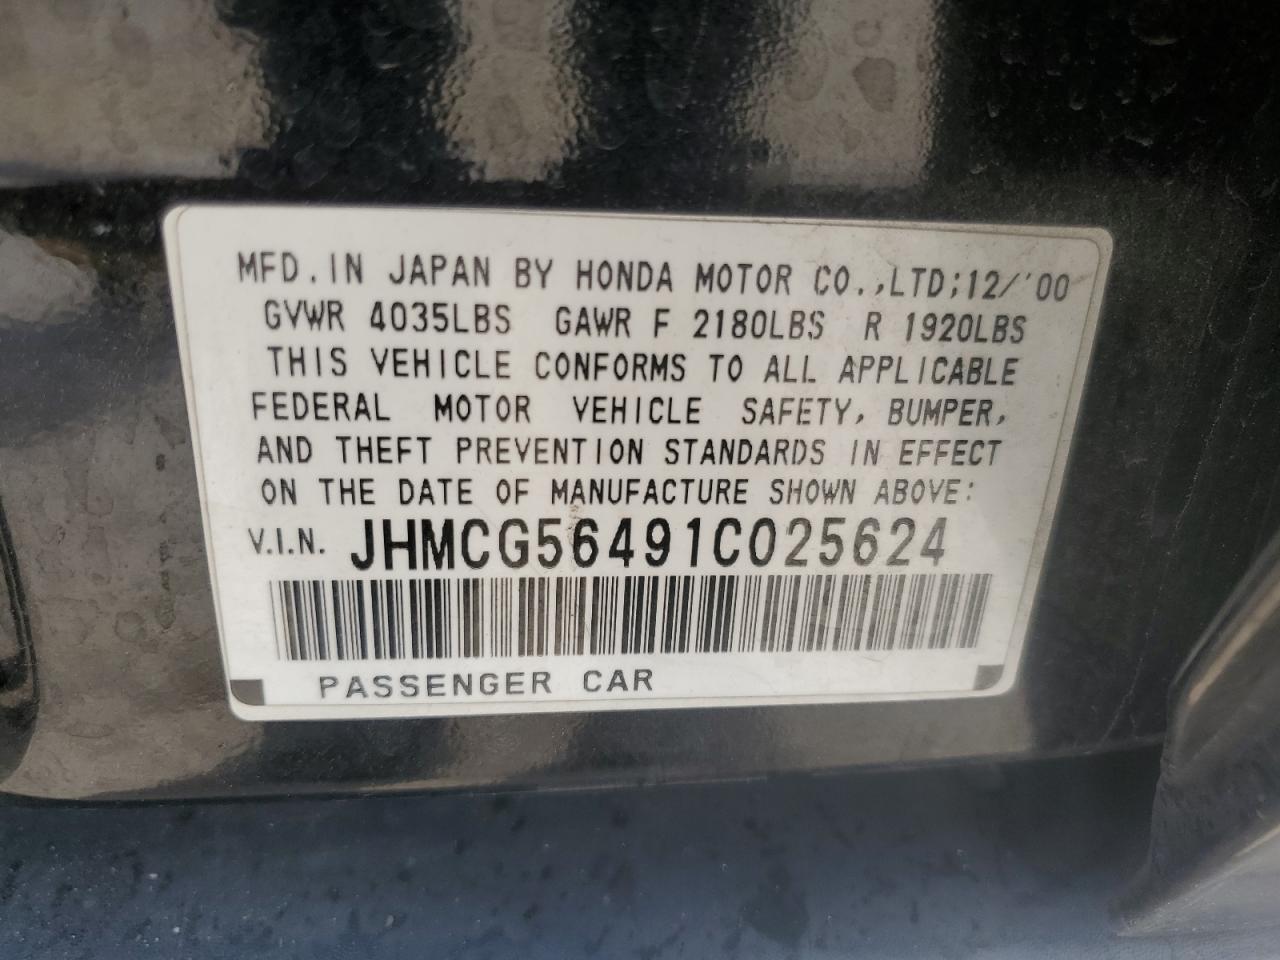 MFD. IN JAPAN BY HONDA MOTOR CO.,LTD;12/'00
GVWR 4035LBS GAWR F 2180LBS R 1920LBS
THIS VEHICLE CONFORMS TO ALL APPLICABLE
FEDERAL MOTOR VEHICLE SAFETY, BUMPER,
AND THEFT PREVENTION STANDARDS IN EFFECT
ON THE DATE OF MANUFACTURE SHOWN ABOVE:
V.I.N. JHMCG56491C025624
PASSENGER CAR